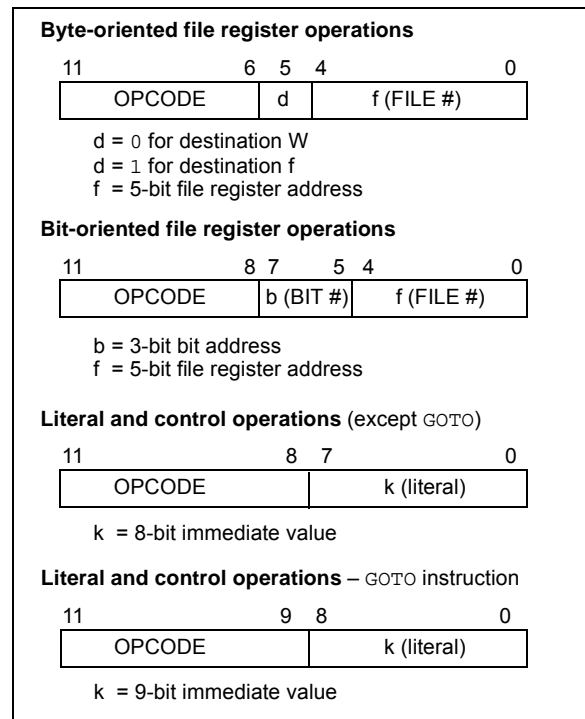 Byte-oriented file register operations
11 6 5 4 0
OPCODE d f (FILE #)
d = 0 for destination W
d = 1 for destination f
f = 5-bit file register address
Bit-oriented file register operations
11 8 7 5 4 0
OPCODE b (BIT #) f (FILE #)
b = 3-bit bit address
f = 5-bit file register address
Literal and control operations (except GOTO)
11 8 7 0
OPCODE k (literal)
k = 8-bit immediate value
Literal and control operations – GOTO instruction
11 9 8 0
OPCODE k (literal)
k = 9-bit immediate value